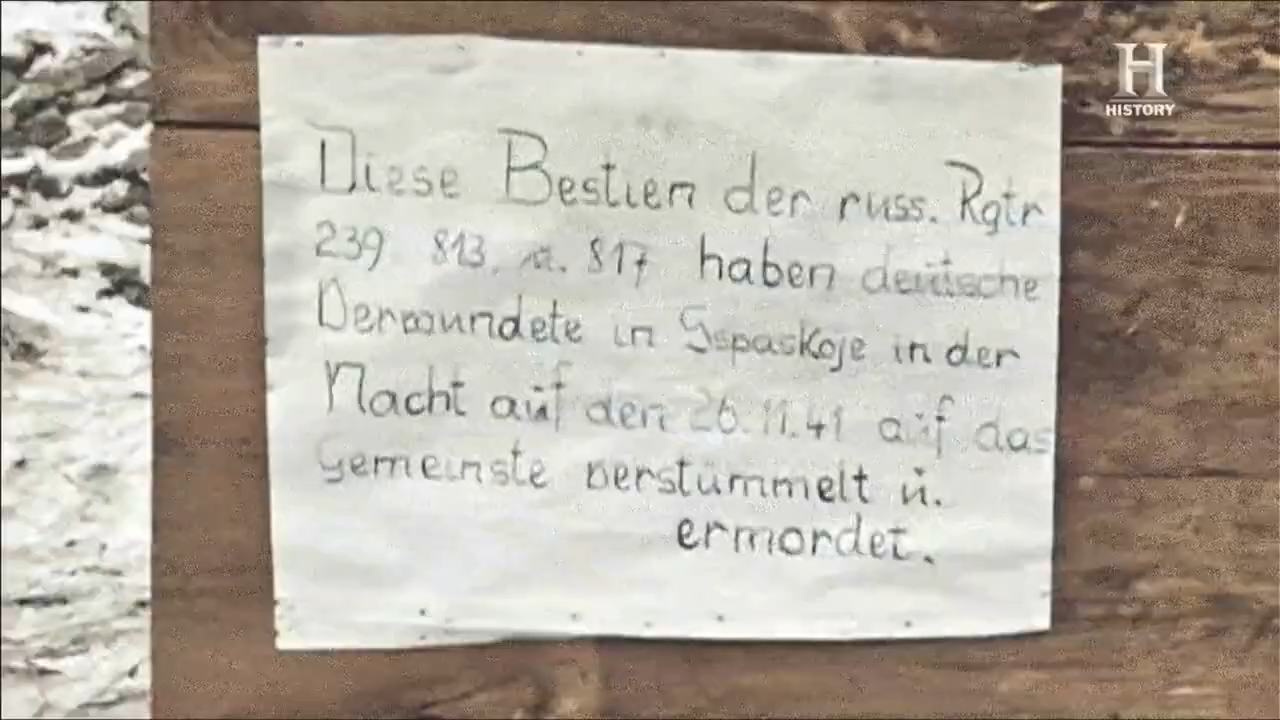 H
HISTORY
Diese Bestien der russ. Rgtr
239 813. u. 817 haben deutsche
Verwundete in Sspaskoje in der
Nacht auf den 26.11.41 auf das
Gemeinste verstümmelt u.
ermordet.